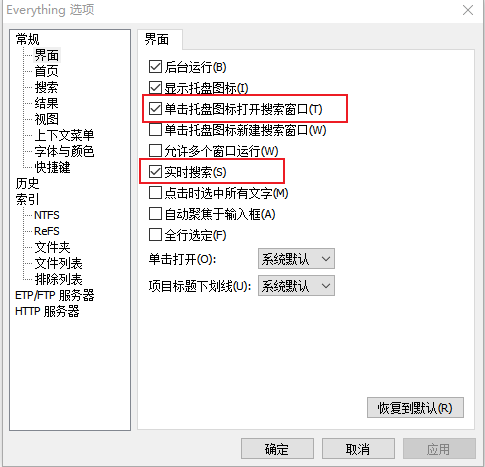 Everything 选项
常规
界面
首页
搜索
结果
视图
上下文菜单
字体与颜色
快捷键
历史
索引
NTFS
ReFS
文件夹
文件列表
排除列表
ETP/FTP 服务器
HTTP 服务器
界面
后台运行(B)
显示托盘图标(I)
单击托盘图标打开搜索窗口(T)
单击托盘图标新建搜索窗口(W)
允许多个窗口运行(W)
实时搜索(S)
点击时选中所有文字(M)
自动聚焦于输入框(A)
全行选定(F)
单击打开(O): 系统默认
项目标题下划线(U): 系统默认
恢复到默认(R)
确定 取消 应用